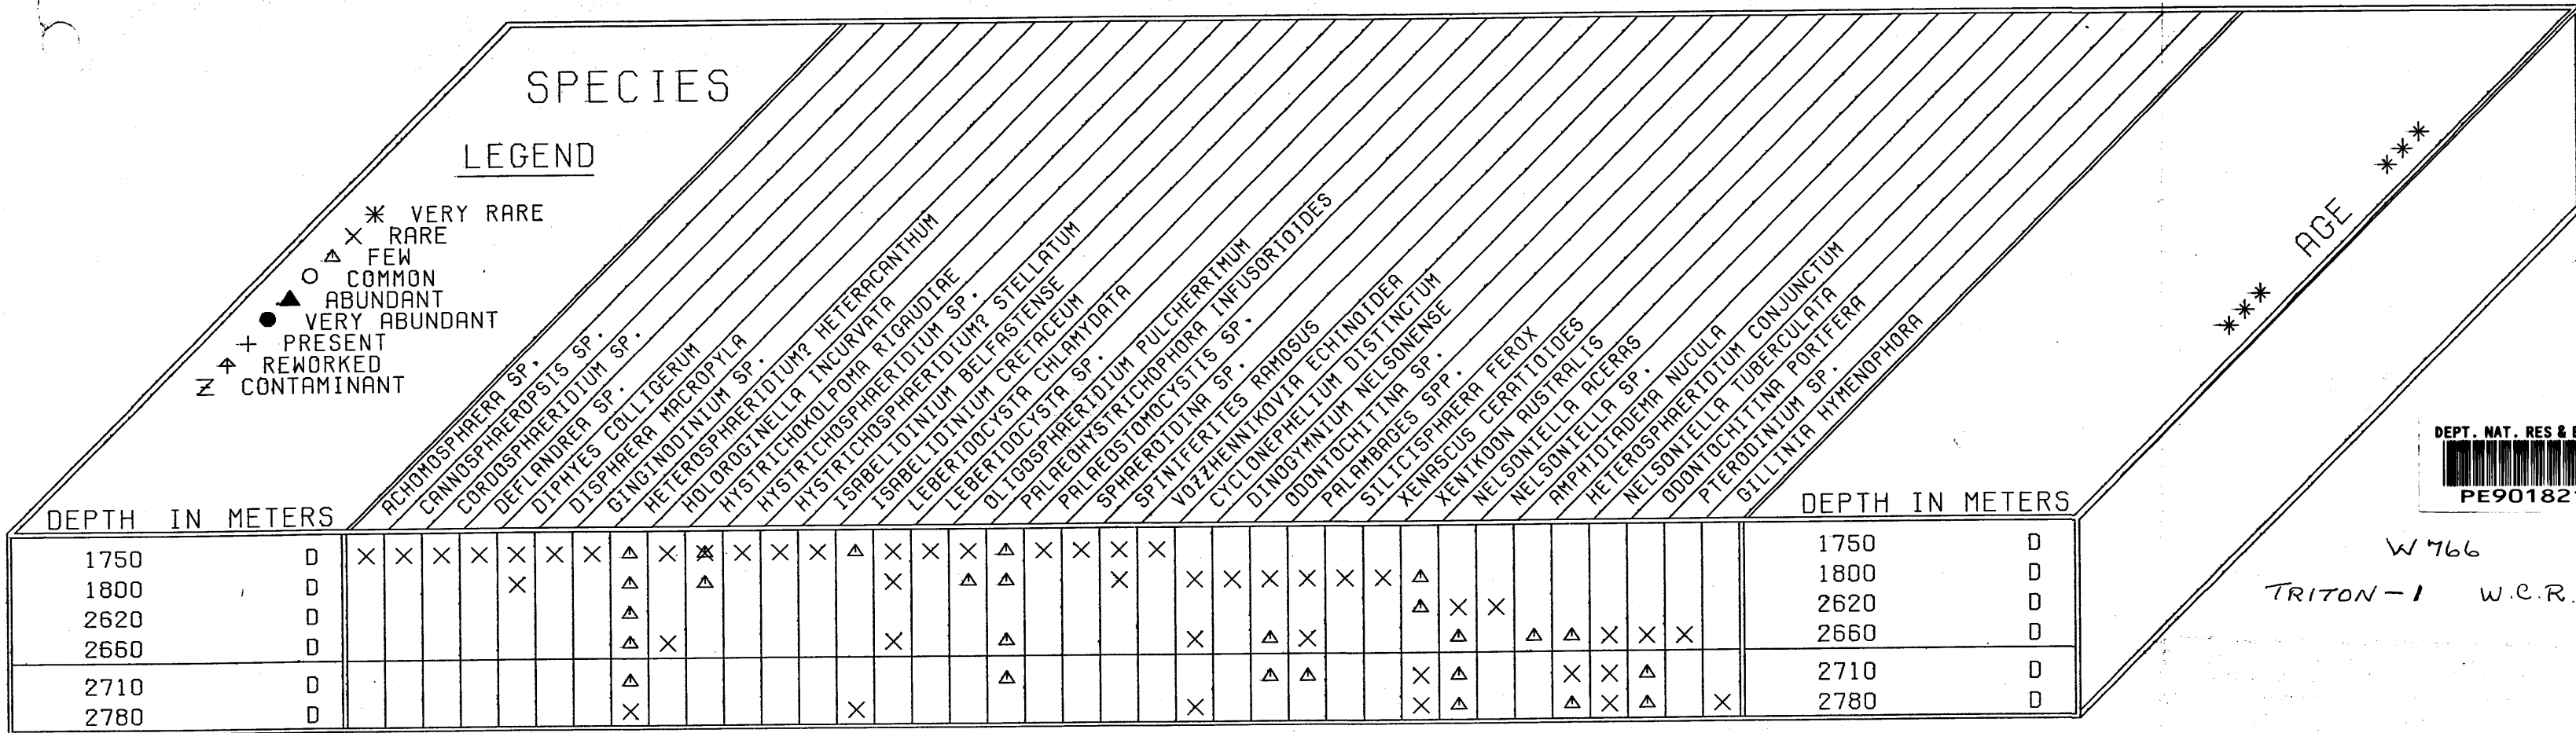 SPECIES
LEGEND
* VERY RARE
X RARE
△ FEW
○ COMMON
▲ ABUNDANT
● VERY ABUNDANT
+ PRESENT
↑ REWORKED
Z CONTAMINANT
ACHOMOSPHAERA SP.
CANNOSPHAEROPSIS SP.
CORDOSPHAERIDIUM SP.
DEFLANDREA SP.
DIPHYES COLLIGERUM
DISPHAERA MACROPYLA
GINGINODINIUM SP.
HETEROSPHAERIDIUM? HETERACANTHUM
HOLOROGINELLA INCURVATA
HYSTRICHOKOLPOMA RIGAUDIAE
HYSTRICHOSPHAERIDIUM SP.
HYSTRICHOSPHAERIDIUM? STELLATUM
ISABELIDINIUM BELFASTENSE
ISABELIDINIUM CRETACEUM
LEBERIDOCYSTA CHLAMYDATA
LEBERIDOCYSTA SP.
OLIGOSPHAERIDIUM PULCHERRIMUM
PALAEOHYSTRICHOPHORA INFUSORIOIDES
PALAEOSTOMOCYSTIS SP.
SPHAEROIDINA SP.
SPINIFERITES RAMOSUS
VOZZHENNIKOVIA ECHINOIDEA
CYCLONEPHELIUM DISTINCTUM
DINOGYMNIUM NELSONENSE
ODONTOCHITINA SP.
PALAMBAGES SPP.
SILICISPHAERA FEROX
XENASCUS CERATIOIDES
XENIKOON AUSTRALIS
NELSONIELLA ACERAS
NELSONIELLA SP.
AMPHIDIADEMA NUCULA
HETEROSPHAERIDIUM CONJUNCTUM
NELSONIELLA TUBERCULATA
ODONTOCHITINA PORIFERA
PTERODINIUM SP.
GILLINIA HYMENOPHORA
*** AGE ***
DEPTH IN METERS DEPTH IN METERS
1750 D X X X X X X X △ X X X X △ X X X △ X X X X 1750 D
1800 D X △ △ X △ △ X X X X X X X △ 1800 D
2620 D △ △ X X 2620 D
2660 D △ X X △ X △ X △ △ △ X X X 2660 D
2710 D △ △ △ △ X △ X X △ 2710 D
2780 D X X X X △ △ X △ X 2780 D
DEPT. NAT. RES &
PE90182
W766
TRITON-1 W.C.R.